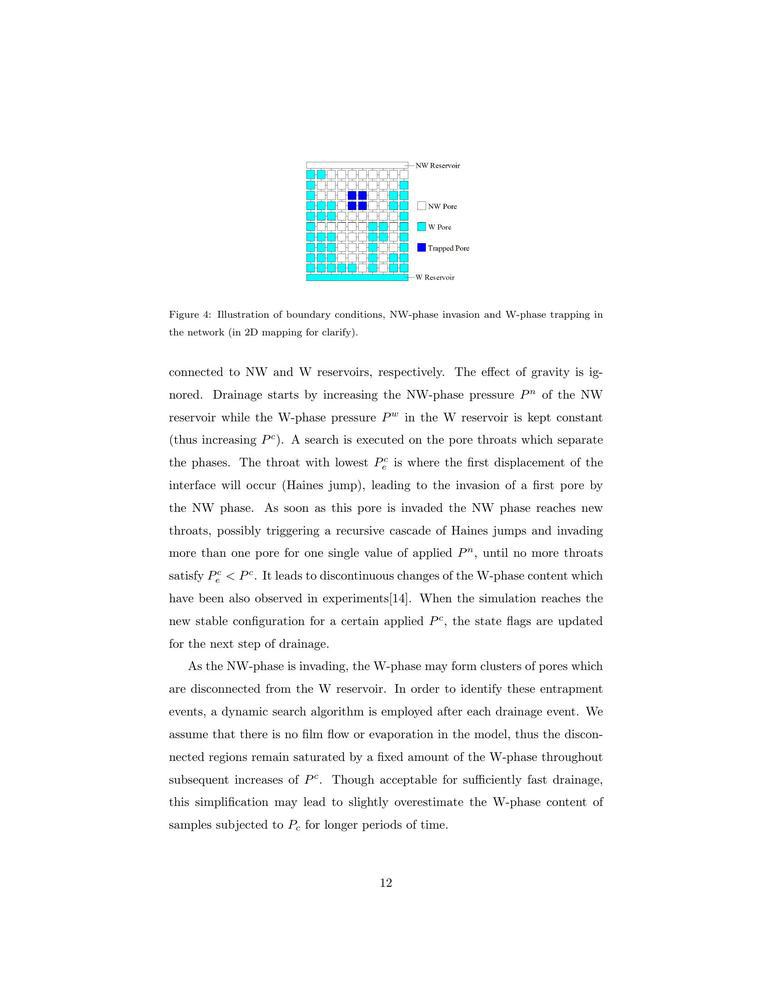 NW Reservoir
NW Pore
W Pore
Trapped Pore
W Reservoir
Figure 4: Illustration of boundary conditions, NW-phase invasion and W-phase trapping in
the network (in 2D mapping for clarify).
connected to NW and W reservoirs, respectively. The effect of gravity is ig-
nored. Drainage starts by increasing the NW-phase pressure Pⁿ of the NW
reservoir while the W-phase pressure Pʷ in the W reservoir is kept constant
(thus increasing Pᶜ). A search is executed on the pore throats which separate
the phases. The throat with lowest Pₑᶜ is where the first displacement of the
interface will occur (Haines jump), leading to the invasion of a first pore by
the NW phase. As soon as this pore is invaded the NW phase reaches new
throats, possibly triggering a recursive cascade of Haines jumps and invading
more than one pore for one single value of applied Pⁿ, until no more throats
satisfy Pₑᶜ < Pᶜ. It leads to discontinuous changes of the W-phase content which
have been also observed in experiments[14]. When the simulation reaches the
new stable configuration for a certain applied Pᶜ, the state flags are updated
for the next step of drainage.
As the NW-phase is invading, the W-phase may form clusters of pores which
are disconnected from the W reservoir. In order to identify these entrapment
events, a dynamic search algorithm is employed after each drainage event. We
assume that there is no film flow or evaporation in the model, thus the discon-
nected regions remain saturated by a fixed amount of the W-phase throughout
subsequent increases of Pᶜ. Though acceptable for sufficiently fast drainage,
this simplification may lead to slightly overestimate the W-phase content of
samples subjected to P_c for longer periods of time.
12